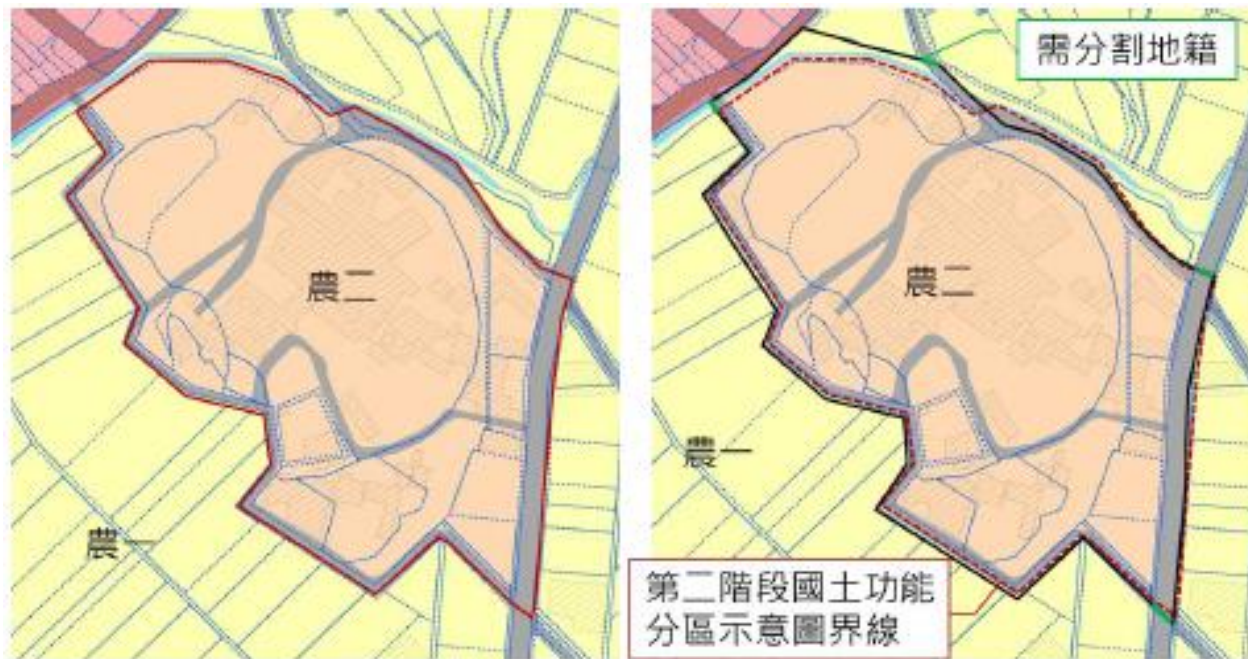 農二
農一
需分割地籍
農二
農一
第二階段國土功能
分區示意圖界線